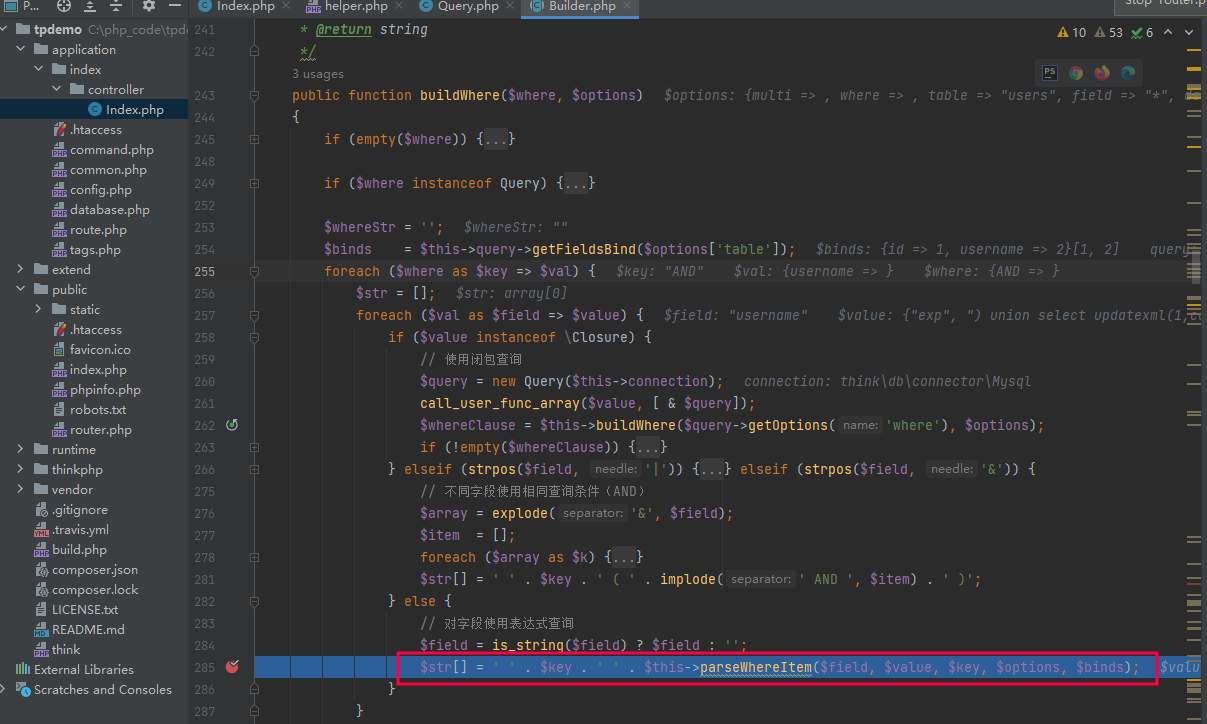 P...
Index.php
helper.php
Query.php
Builder.php
tpdemo C:\php_code\tpd
application
index
controller
Index.php
.htaccess
command.php
common.php
config.php
database.php
route.php
tags.php
extend
public
static
.htaccess
favicon.ico
index.php
phpinfo.php
robots.txt
router.php
runtime
thinkphp
vendor
.gitignore
.travis.yml
build.php
composer.json
composer.lock
LICENSE.txt
README.md
think
External Libraries
Scratches and Consoles
10 53 6
241 * @return string
242 */
3 usages
243 public function buildWhere($where, $options) $options: {multi => , where => , table => "users", field => "*",
244 {
245 if (empty($where)) {...}
248
249 if ($where instanceof Query) {...}
252
253 $whereStr = ''; $whereStr: ""
254 $binds = $this->query->getFieldsBind($options['table']); $binds: {id => 1, username => 2}[1, 2] query:
255 foreach ($where as $key => $val) { $key: "AND" $val: {username => } $where: {AND => }
256 $str = []; $str: array[0]
257 foreach ($val as $field => $value) { $field: "username" $value: {"exp", ") union select updatexml(1,co
258 if ($value instanceof \Closure) {
259 // 使用闭包查询
260 $query = new Query($this->connection); connection: think\db\connector\Mysql
261 call_user_func_array($value, [ & $query]);
262 $whereClause = $this->buildWhere($query->getOptions( name: 'where'), $options);
263 if (!empty($whereClause)) {...}
266 } elseif (strpos($field, needle: '|')) {...} elseif (strpos($field, needle: '&')) {
275 // 不同字段使用相同查询条件（AND）
276 $array = explode( separator: '&', $field);
277 $item = [];
278 foreach ($array as $k) {...}
281 $str[] = ' ' . $key . ' ( ' . implode( separator: ' AND ', $item) . ' )';
282 } else {
283 // 对字段使用表达式查询
284 $field = is_string($field) ? $field : '';
285 $str[] = ' ' . $key . ' ' . $this->parseWhereItem($field, $value, $key, $options, $binds); $valu
286 }
287 }